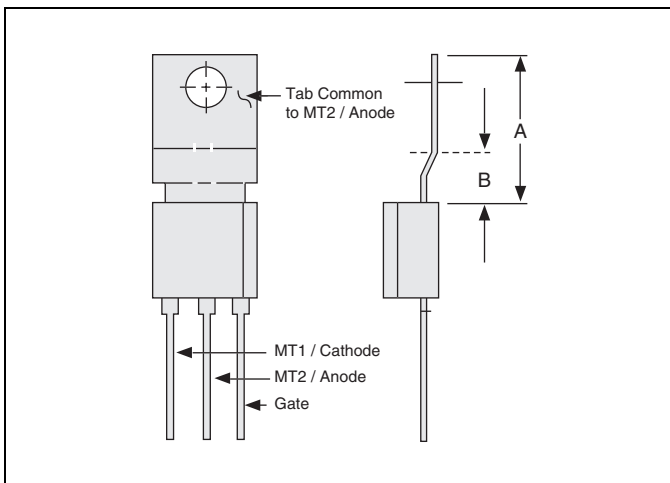 Tab Common
to MT2 / Anode
A
B
MT1 / Cathode
MT2 / Anode
Gate